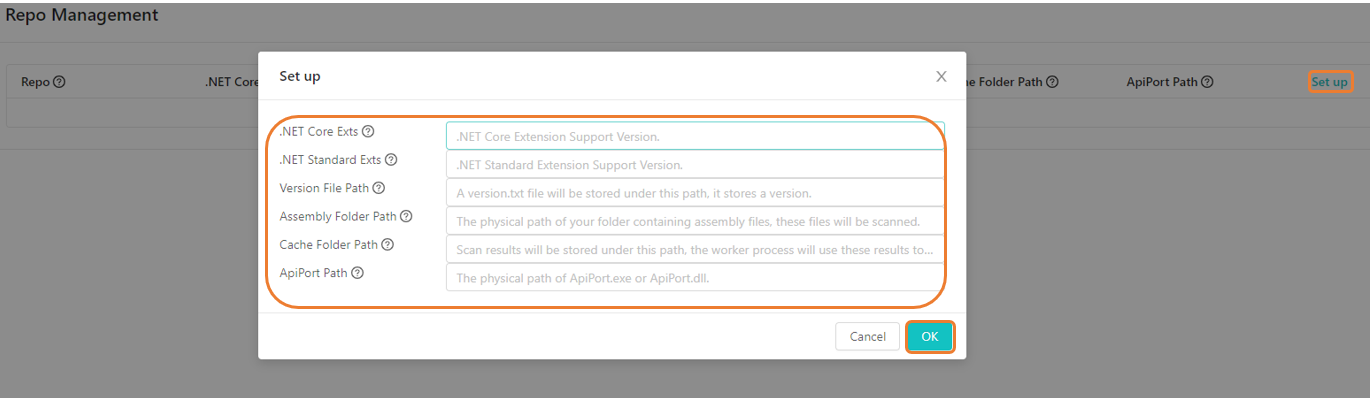 Repo Management
Repo .NET Core
Folder Path ApiPort Path Set up
Set up
.NET Core Exts .NET Core Extension Support Version.
.NET Standard Exts .NET Standard Extension Support Version.
Version File Path A version.txt file will be stored under this path, it stores a version.
Assembly Folder Path The physical path of your folder containing assembly files, these files will be scanned.
Cache Folder Path Scan results will be stored under this path, the worker process will use these results to...
ApiPort Path The physical path of ApiPort.exe or ApiPort.dll.
Cancel OK